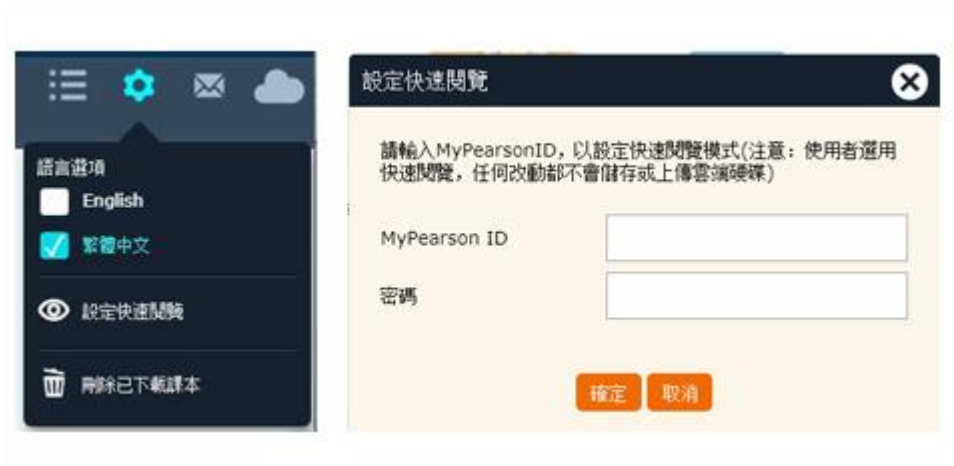 語言選項
English
繁體中文
設定快速閱覽
刪除已下載課本
設定快速閱覽
請輸入MyPearsonID，以設定快速閱覽模式(注意：使用者選用
快速閱覽，任何改動都不會儲存或上傳雲端硬碟)
MyPearson ID
密碼
確定
取消